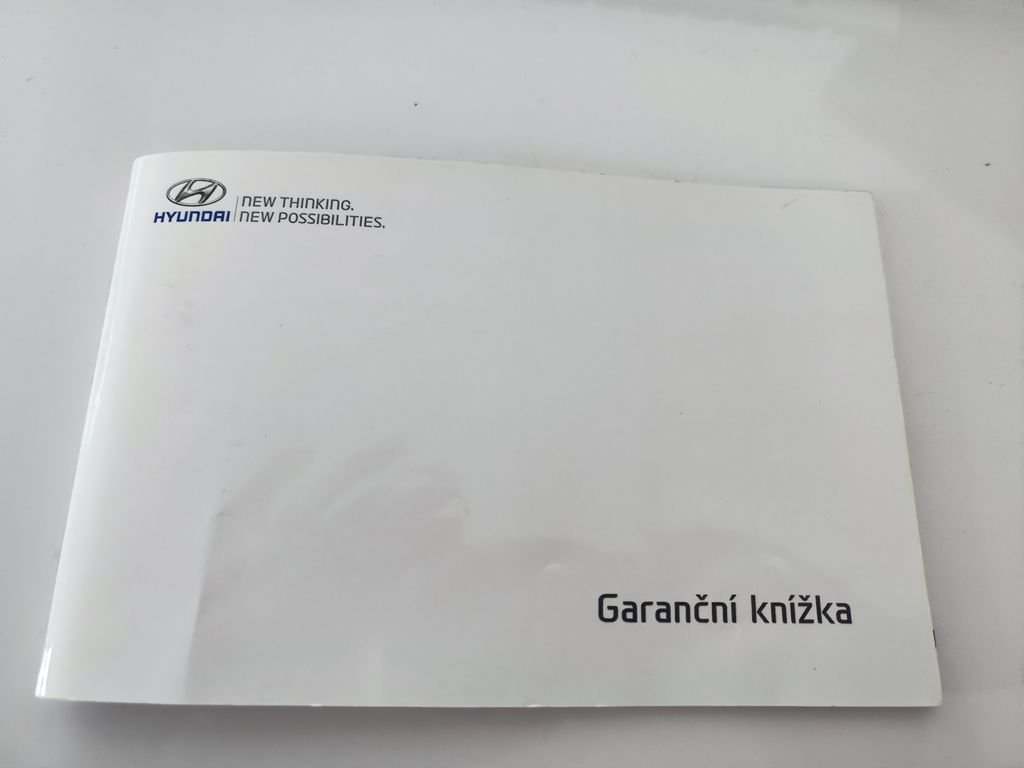 HYUNDAI
NEW THINKING.
NEW POSSIBILITIES.
Garanční knížka